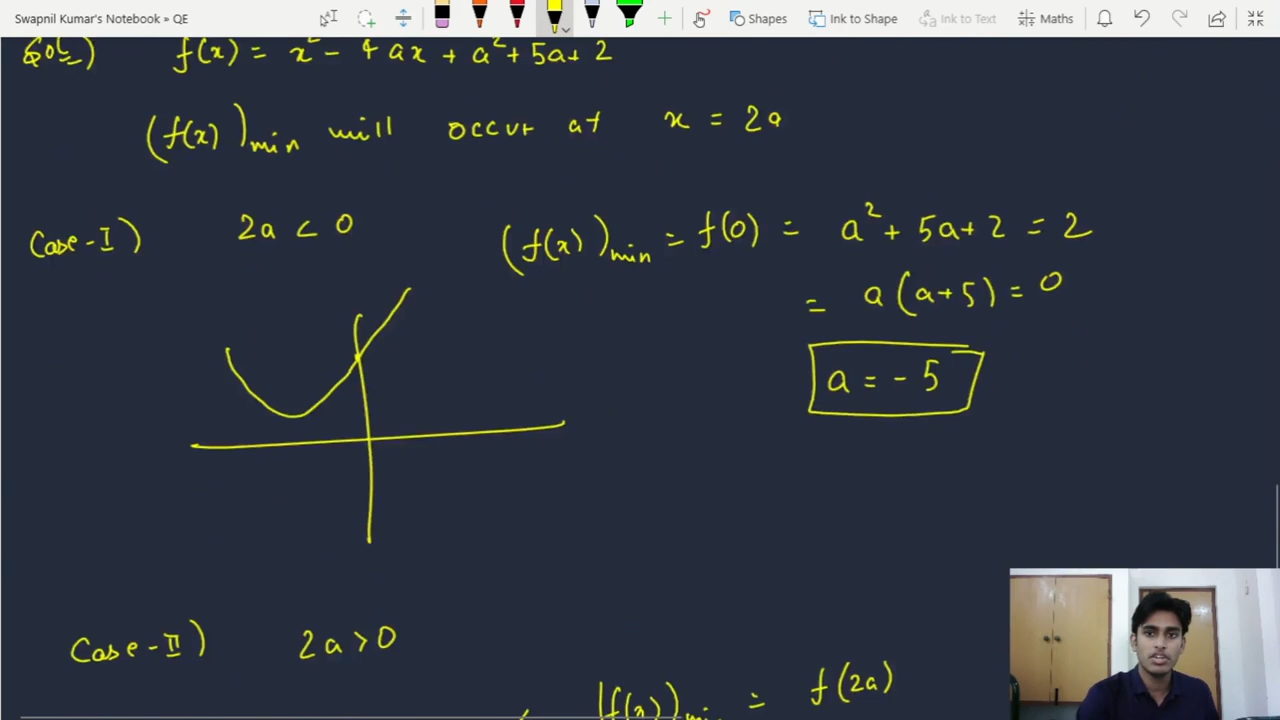 Swapnil Kumar's Notebook » QE
Shapes Ink to Shape Ink to Text Maths
Sol) f(x) = x² - 4ax + a² + 5a + 2
(f(x))min will occur at x = 2a
Case-I) 2a < 0 (f(x))min = f(0) = a² + 5a + 2 = 2
= a(a+5) = 0
a = -5
Case-II) 2a > 0
(f(x))min = f(2a)